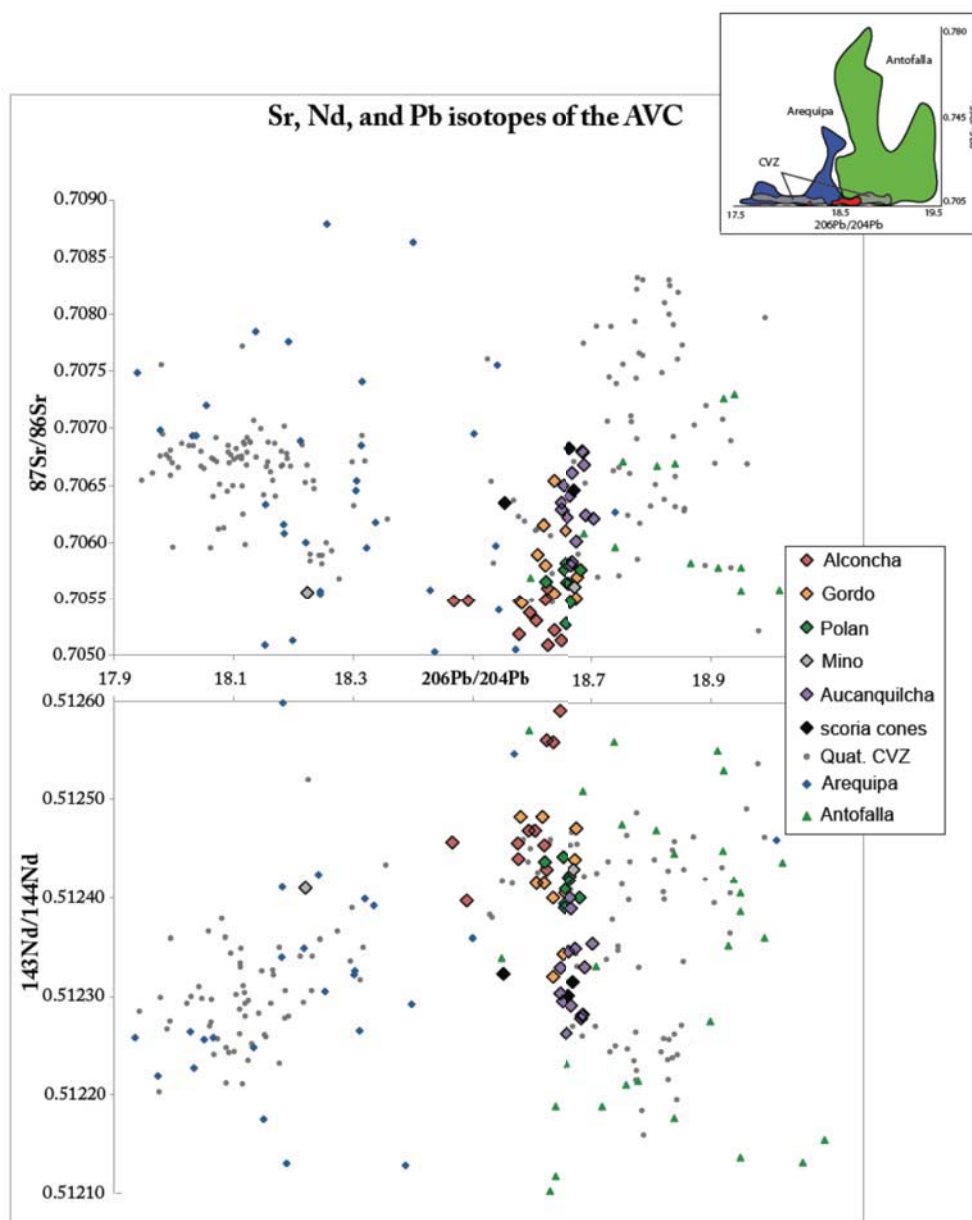 0.780
Antofalla
Arequipa
0.745
CVZ
0.705
17.5 18.5 19.5
206Pb/204Pb
Sr, Nd, and Pb isotopes of the AVC
0.7090
0.7085
0.7080
0.7075
0.7070
0.7065
0.7060
0.7055
0.7050
87Sr/86Sr
17.9 18.1 18.3 206Pb/204Pb 18.7 18.9
Alconcha
Gordo
Polan
Mino
Aucanquilcha
scoria cones
Quat. CVZ
Arequipa
Antofalla
0.51260
0.51250
0.51240
0.51230
0.51220
0.51210
143Nd/144Nd